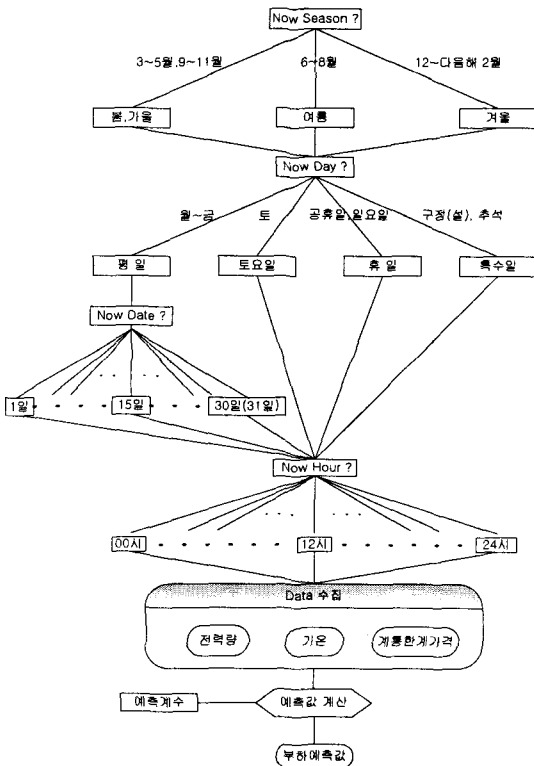 Now Season ?
3~5월,9~11월
6~8월
12~다음해 2월
봄,가을
여름
겨울
Now Day ?
월~금
토
공휴일,일요일
구정(설), 추석
평 일
토요일
휴 일
특수일
Now Date ?
1일
15일
30일(31일)
Now Hour ?
00시
12시
24시
Data 수집
전력량
기온
계통한계가격
예측계수
예측값 계산
부하예측값